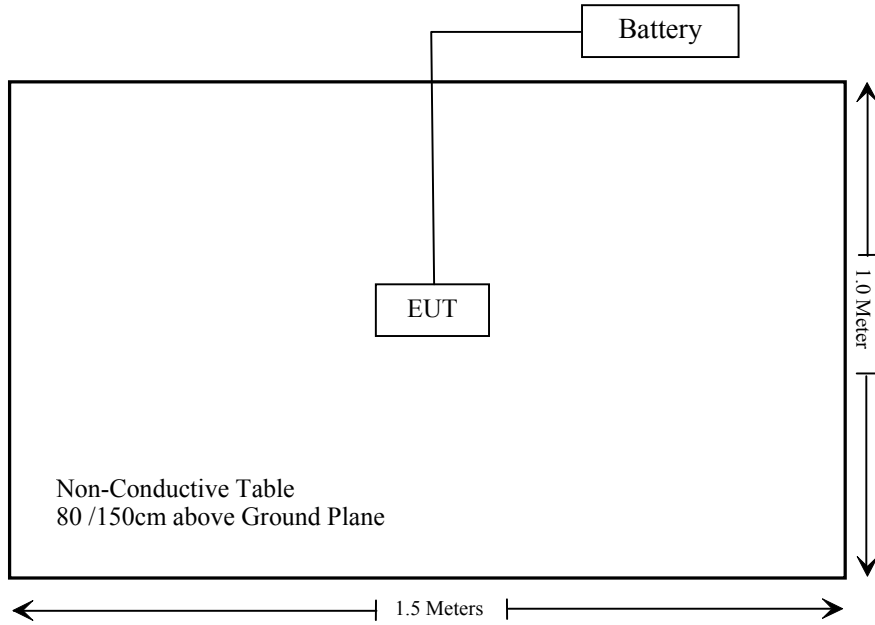 Battery
EUT
1.0 Meter
Non-Conductive Table
80 /150cm above Ground Plane
1.5 Meters